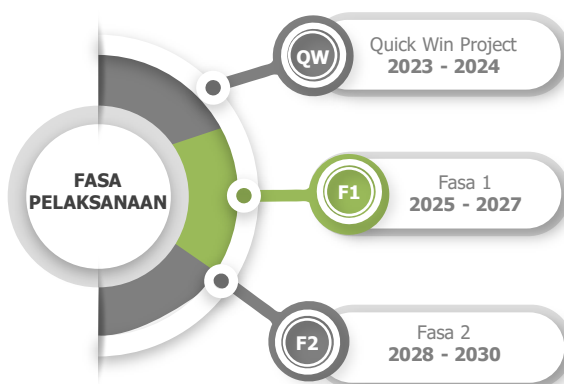 FASA
PELAKSANAAN
QW
Quick Win Project
2023 - 2024
F1
Fasa 1
2025 - 2027
F2
Fasa 2
2028 - 2030